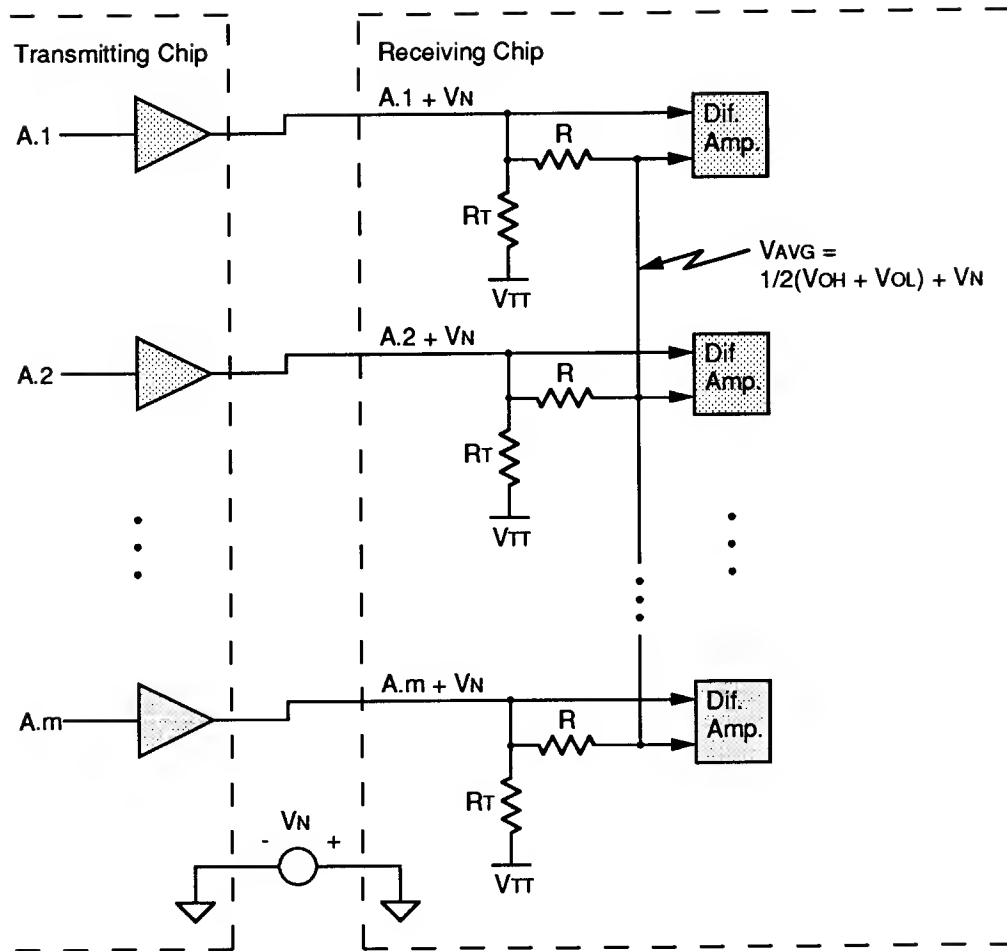 Transmitting Chip
Receiving Chip
A.1
A.1 + VN
R
RT
VTT
Dif.
Amp.
VAVG =
1/2(VOH + VOL) + VN
A.2
A.2 + VN
R
RT
VTT
Dif
Amp.
A.m
A.m + VN
R
RT
VTT
Dif.
Amp.
VN
- +